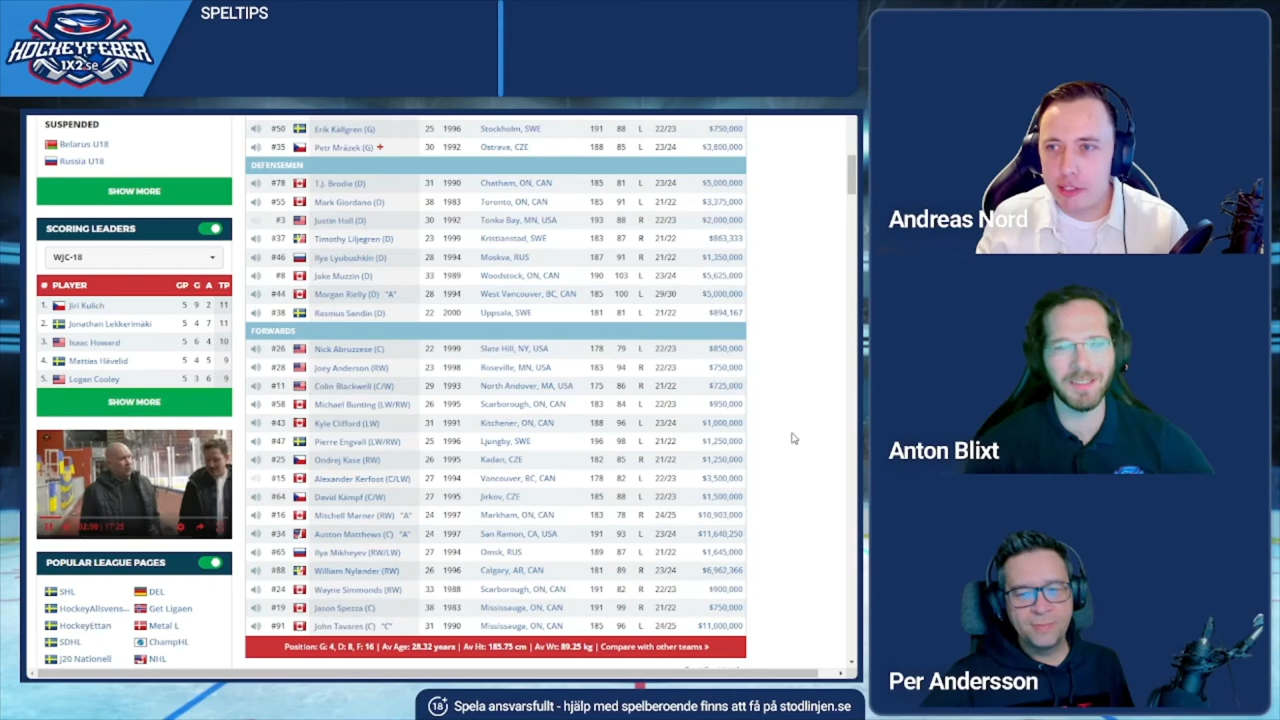 HOCKEYFEBER
1X2.se
SPELTIPS
SUSPENDED
Belarus U18
Russia U18
SHOW MORE
SCORING LEADERS
WJC-18
# PLAYER GP G A TP
1. Jiri Kulich 5 9 2 11
2. Jonathan Lekkerimäki 5 4 7 11
3. Isaac Howard 5 6 4 10
4. Mattias Hävelid 5 4 5 9
5. Logan Cooley 5 3 6 9
SHOW MORE
02:08 | 17:25
POPULAR LEAGUE PAGES
SHL DEL
HockeyAllsvens... Get Ligaen
HockeyEttan Metal L
SDHL ChampHL
J20 Nationell NHL
#50 Erik Källgren (G) 25 1996 Stockholm, SWE 191 88 L 22/23 $750,000
#35 Petr Mrázek (G) + 30 1992 Ostrava, CZE 188 85 L 23/24 $3,800,000
DEFENSEMEN
#78 T.J. Brodie (D) 31 1990 Chatham, ON, CAN 185 81 L 23/24 $5,000,000
#55 Mark Giordano (D) 38 1983 Toronto, ON, CAN 185 91 L 21/22 $3,375,000
#3 Justin Holl (D) 30 1992 Tonka Bay, MN, USA 193 88 R 22/23 $2,000,000
#37 Timothy Liljegren (D) 23 1999 Kristianstad, SWE 183 87 R 21/22 $863,333
#46 Ilya Lyubushkin (D) 28 1994 Moskva, RUS 187 91 R 21/22 $1,350,000
#8 Jake Muzzin (D) 33 1989 Woodstock, ON, CAN 190 103 L 23/24 $5,625,000
#44 Morgan Rielly (D) "A" 28 1994 West Vancouver, BC, CAN 185 100 L 29/30 $5,000,000
#38 Rasmus Sandin (D) 22 2000 Uppsala, SWE 181 81 L 21/22 $894,167
FORWARDS
#26 Nick Abruzzese (C) 22 1999 Slate Hill, NY, USA 178 79 L 22/23 $850,000
#28 Joey Anderson (RW) 23 1998 Roseville, MN, USA 183 94 R 22/23 $750,000
#11 Colin Blackwell (C/W) 29 1993 North Andover, MA, USA 175 86 R 21/22 $725,000
#58 Michael Bunting (LW/RW) 26 1995 Scarborough, ON, CAN 183 84 L 22/23 $950,000
#43 Kyle Clifford (LW) 31 1991 Kitchener, ON, CAN 188 96 L 23/24 $1,000,000
#47 Pierre Engvall (LW/RW) 25 1996 Ljungby, SWE 196 98 L 21/22 $1,250,000
#25 Ondrej Kase (RW) 26 1995 Kadan, CZE 182 85 R 21/22 $1,250,000
#15 Alexander Kerfoot (C/LW) 27 1994 Vancouver, BC, CAN 178 82 L 22/23 $3,500,000
#64 David Kämpf (C/W) 27 1995 Jirkov, CZE 185 88 L 22/23 $1,500,000
#16 Mitchell Marner (RW) "A" 24 1997 Markham, ON, CAN 183 78 R 24/25 $10,903,000
#34 Auston Matthews (C) "A" 24 1997 San Ramon, CA, USA 191 93 L 23/24 $11,640,250
#65 Ilya Mikheyev (RW/LW) 27 1994 Omsk, RUS 189 87 L 21/22 $1,645,000
#88 William Nylander (RW) 26 1996 Calgary, AB, CAN 181 89 R 23/24 $6,962,366
#24 Wayne Simmonds (RW) 33 1988 Scarborough, ON, CAN 191 82 R 22/23 $900,000
#19 Jason Spezza (C) 38 1983 Mississauga, ON, CAN 191 99 R 21/22 $750,000
#91 John Tavares (C) "C" 31 1990 Mississauga, ON, CAN 185 96 L 24/25 $11,000,000
Position: G: 4, D: 8, F: 16 | Av Age: 28.32 years | Av Ht: 185.75 cm | Av Wt: 89.25 kg | Compare with other teams >
Andreas Nord
Anton Blixt
Per Andersson
18+ Spela ansvarsfullt - hjälp med spelberoende finns att få på stodlinjen.se